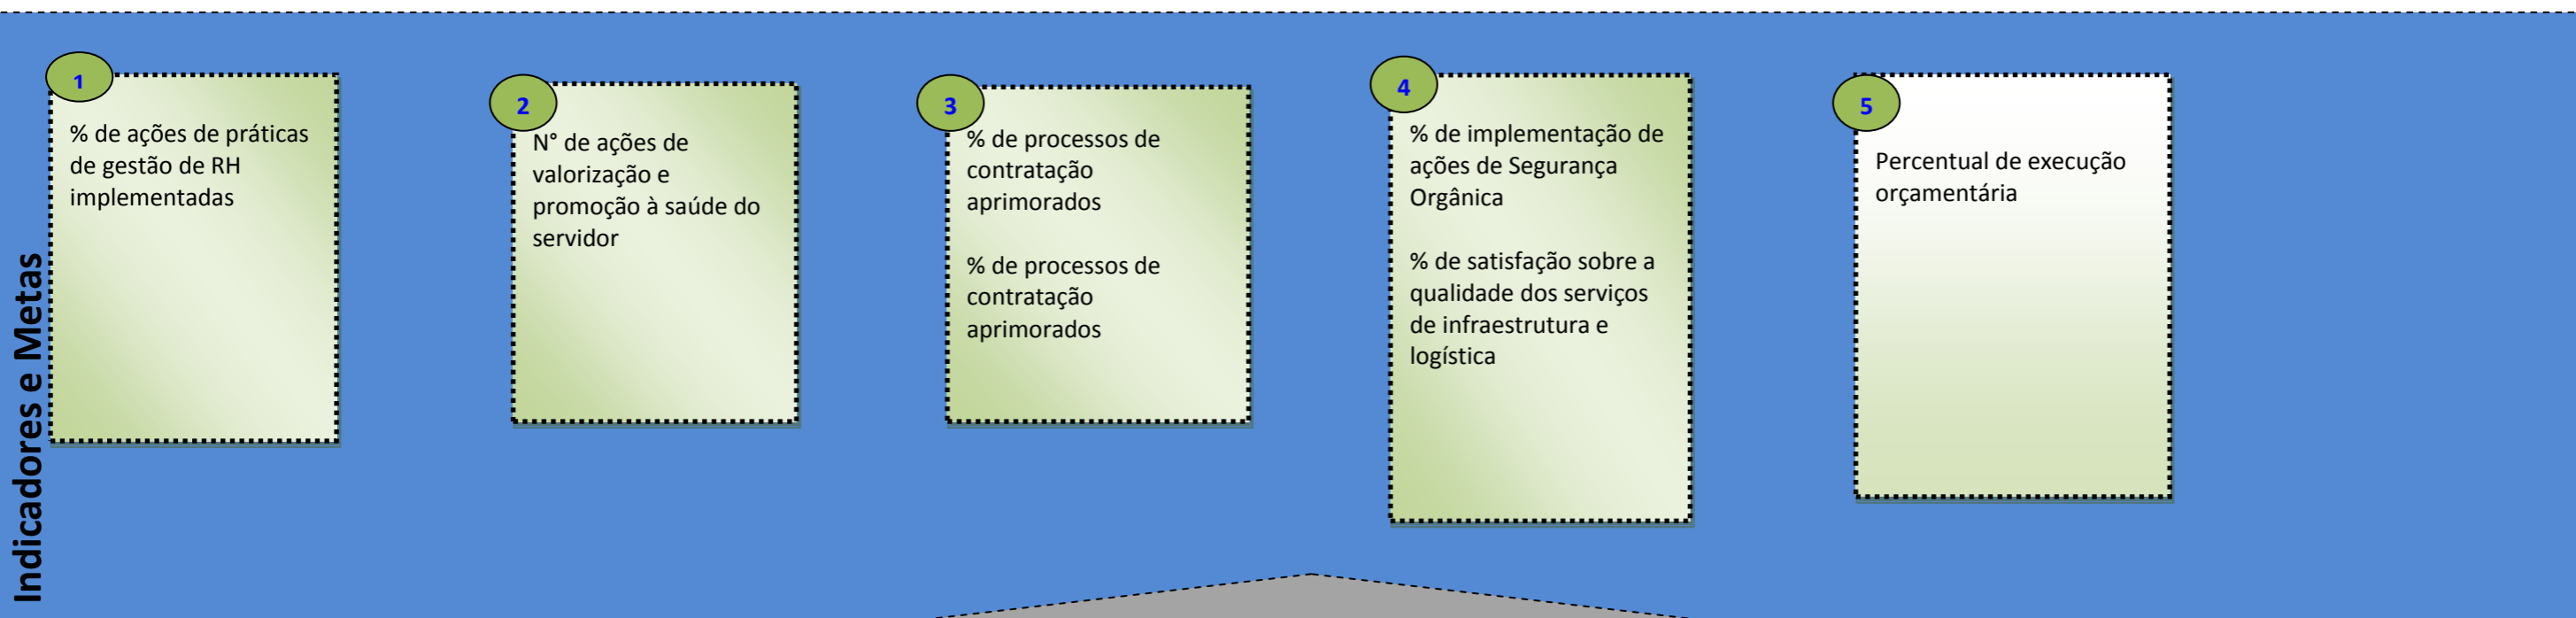 Indicadores e Metas
1
% de ações de práticas
de gestão de RH
implementadas
2
N° de ações de
valorização e
promoção à saúde do
servidor
3
% de processos de
contratação
aprimorados
% de processos de
contratação
aprimorados
4
% de implementação de
ações de Segurança
Orgânica
% de satisfação sobre a
qualidade dos serviços
de infraestrutura e
logística
5
Percentual de execução
orçamentária